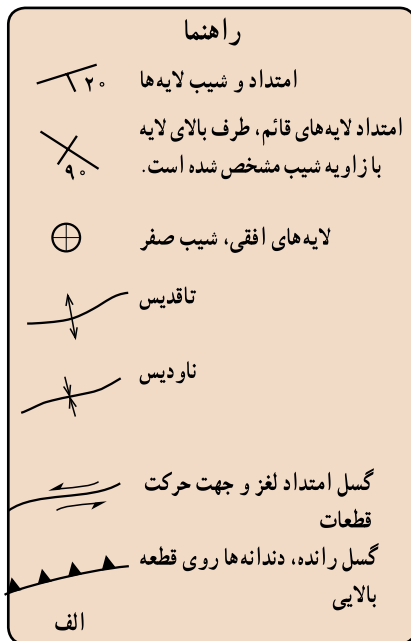 راهنما
امتداد و شیب لایه‌ها
۲۰
امتداد لایه‌های قائم، طرف بالای لایه
با زاویه شیب مشخص شده است.
۹۰
لایه‌های افقی، شیب صفر
تاقدیس
ناودیس
گسل امتداد لغز و جهت حرکت
قطعات
گسل رانده، دندانه‌ها روی قطعه
بالایی
الف